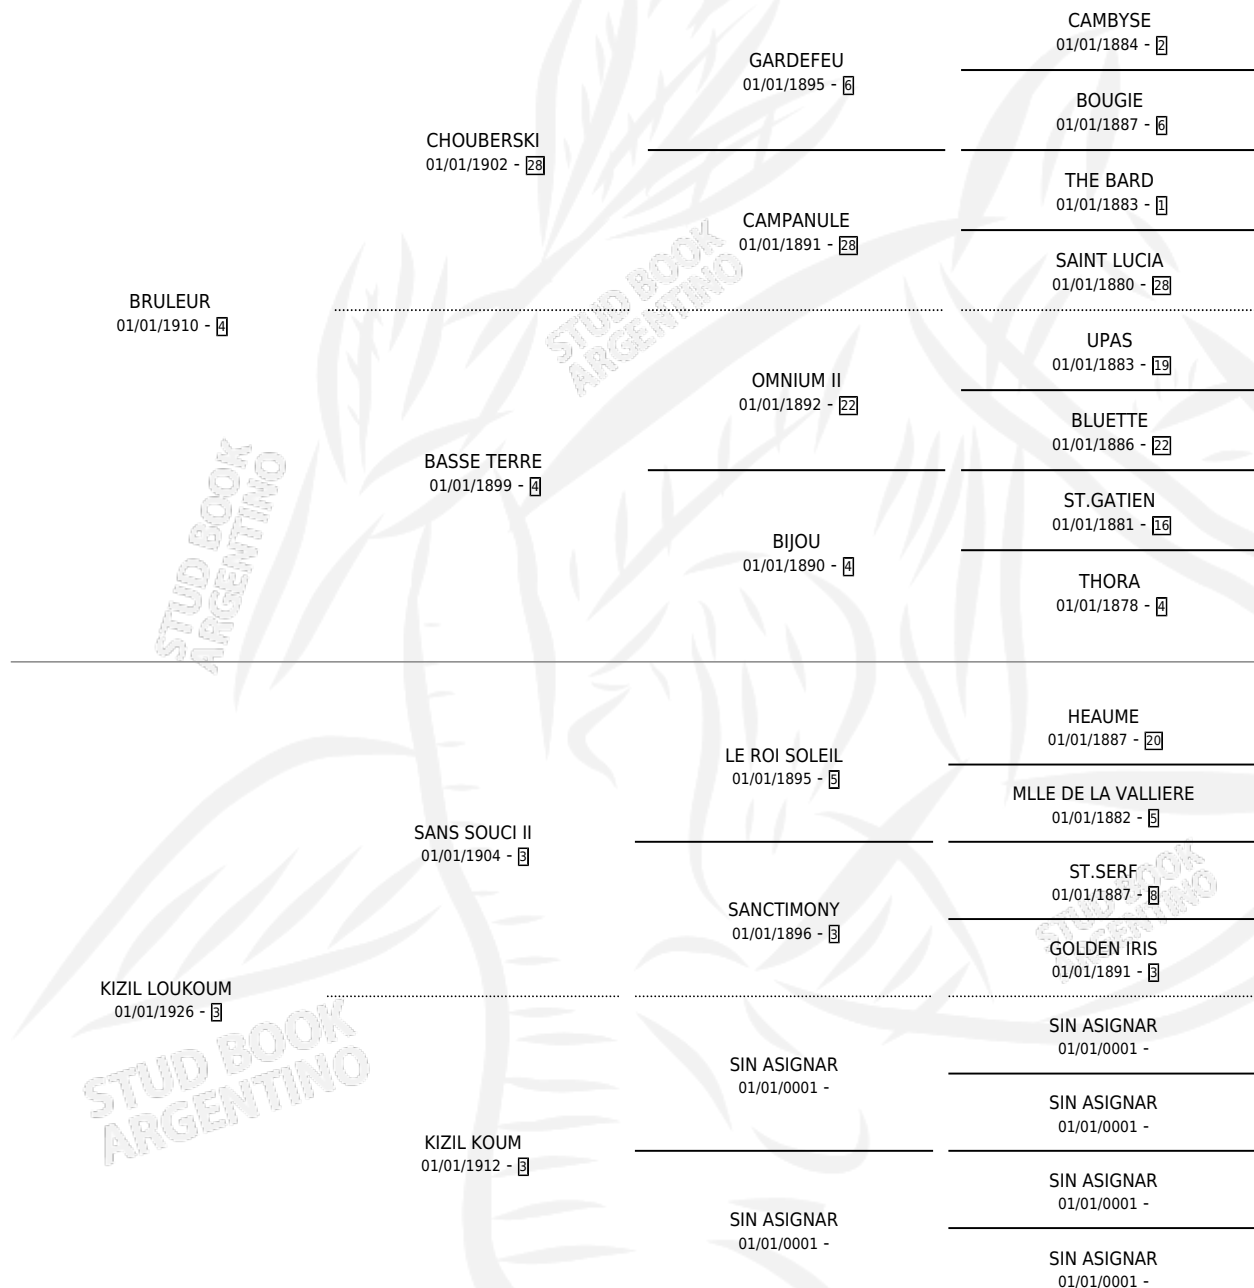 CAMBYSE
01/01/1884 - 2
GARDEFEU
01/01/1895 - 6
BOUGIE
01/01/1887 - 6
CHOUBERSKI
01/01/1902 - 28
THE BARD
01/01/1883 - 1
CAMPANULE
01/01/1891 - 28
SAINT LUCIA
01/01/1880 - 28
BRULEUR
01/01/1910 - 4
UPAS
01/01/1883 - 19
OMNIUM II
01/01/1892 - 22
BLUETTE
01/01/1886 - 22
BASSE TERRE
01/01/1899 - 4
ST.GATIEN
01/01/1881 - 16
BIJOU
01/01/1890 - 4
THORA
01/01/1878 - 4
STUD BOOK
ARGENTINO
STUD BOOK
ARGENTINO
HEAUME
01/01/1887 - 20
LE ROI SOLEIL
01/01/1895 - 5
MLLE DE LA VALLIERE
01/01/1882 - 5
SANS SOUCI II
01/01/1904 - 3
ST.SERF
01/01/1887 - 8
SANCTIMONY
01/01/1896 - 3
GOLDEN IRIS
01/01/1891 - 3
STUD BOOK
ARGENTINO
KIZIL LOUKOUM
01/01/1926 - 3
SIN ASIGNAR
01/01/0001 -
SIN ASIGNAR
01/01/0001 -
SIN ASIGNAR
01/01/0001 -
KIZIL KOUM
01/01/1912 - 3
SIN ASIGNAR
01/01/0001 -
SIN ASIGNAR
01/01/0001 -
SIN ASIGNAR
01/01/0001 -
STUD BOOK
ARGENTINO